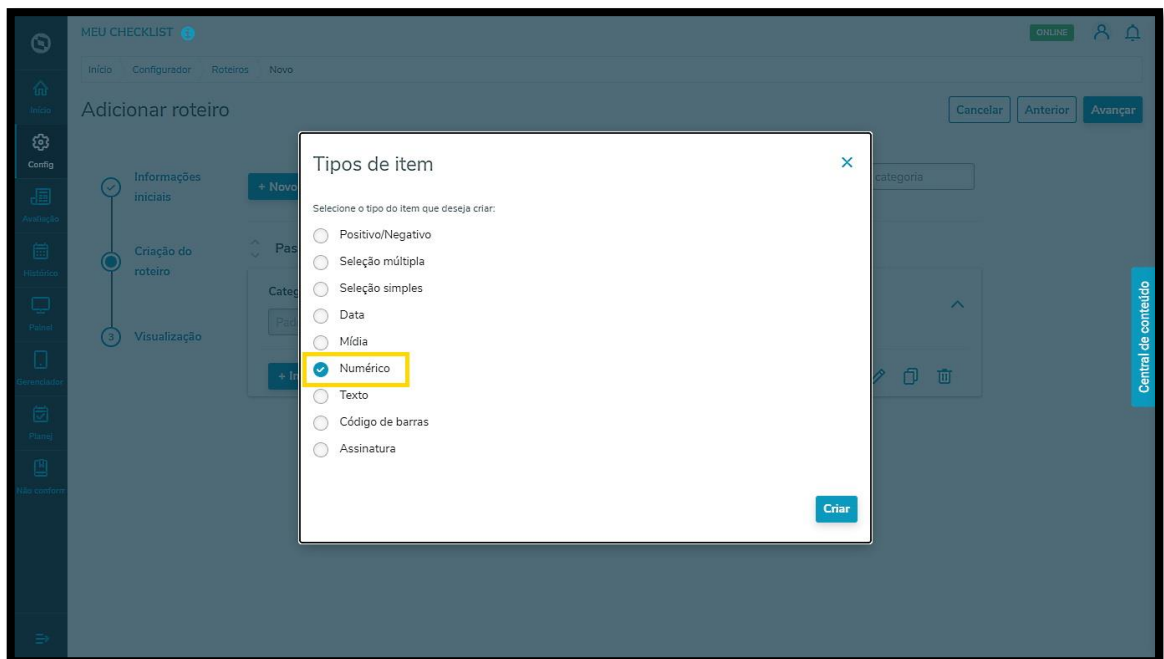 MEU CHECKLIST
ONLINE
Início Configurador Roteiros Novo
Adicionar roteiro
Cancelar
Anterior
Avançar
Início
Config
Avaliação
Histórico
Painel
Gerenciador
Planej
Não conform
Informações
iniciais
Criação do
roteiro
3 Visualização
+ Novo
categoria
Pas
Categ
Pad
+ In
Tipos de item
Selecione o tipo do item que deseja criar:
Positivo/Negativo
Seleção múltipla
Seleção simples
Data
Mídia
Numérico
Texto
Código de barras
Assinatura
Criar
Central de conteúdo